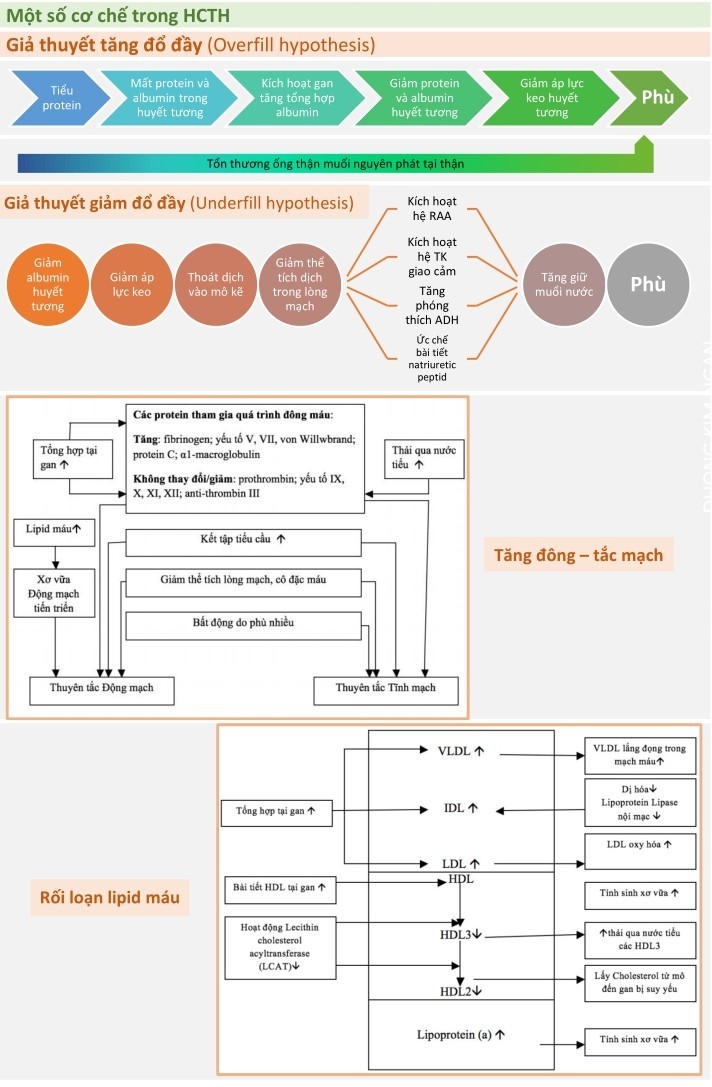 Một số cơ chế trong HCTH
Giả thuyết tăng đổ đầy (Overfill hypothesis)
Tiểu
protein
Mất protein và
albumin trong
huyết tương
Kích hoạt gan
tăng tổng hợp
albumin
Giảm protein
và albumin
huyết tương
Giảm áp lực
keo huyết
tương
Phù
Tổn thương ống thận muối nguyên phát tại thận
Giả thuyết giảm đổ đầy (Underfill hypothesis)
Giảm
albumin
huyết
tương
Giảm áp
lực keo
Thoát dịch
vào mô kẽ
Giảm thể
tích dịch
trong lòng
mạch
Kích hoạt
hệ RAA
Kích hoạt
hệ TK
giao cảm
Tăng
phóng
thích ADH
Ức chế
bài tiết
natriuretic
peptid
Tăng giữ
muối nước
Phù
DUONG KIM NGAN
Các protein tham gia quá trình đông máu:
Tăng: fibrinogen; yếu tố V, VII, von Willwbrand;
protein C; α1-macroglobulin
Không thay đổi/giảm: prothrombin; yếu tố IX,
X, XI, XII; anti-thrombin III
Tổng hợp tại
gan ↑
Thải qua nước
tiểu ↑
Lipid máu↑
Xơ vữa
Động mạch
tiến triển
Kết tập tiểu cầu ↑
Giảm thể tích lòng mạch, cô đặc máu
Bất động do phù nhiều
Thuyên tắc Động mạch
Thuyên tắc Tĩnh mạch
Tăng đông – tắc mạch
Rối loạn lipid máu
Tổng hợp tại gan ↑
Bài tiết HDL tại gan ↑
Hoạt động Lecithin
cholesterol
acyltransferase
(LCAT)↓
VLDL ↑
IDL ↑
LDL ↑
HDL
HDL3↓
HDL2↓
Lipoprotein (a) ↑
VLDL lắng đọng trong
mạch máu↑
Dị hóa↓
Lipoprotein Lipase
nội mạc ↓
LDL oxy hóa ↑
Tính sinh xơ vữa ↑
↑thải qua nước tiểu
các HDL3
Lấy Cholesterol từ mô
đến gan bị suy yếu
Tính sinh xơ vữa ↑